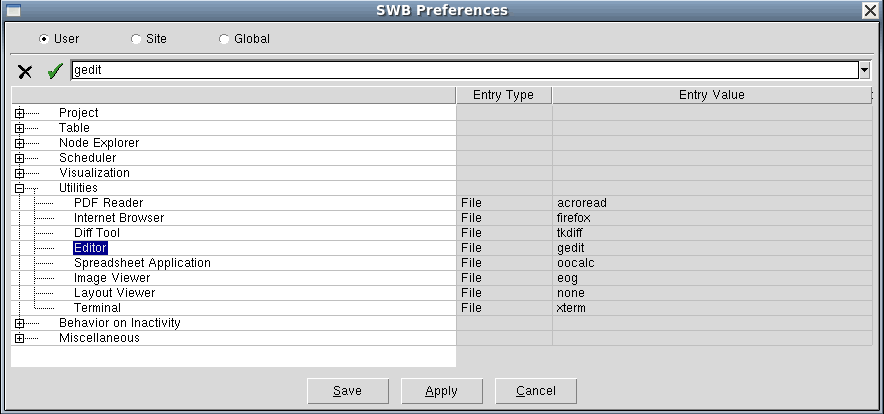 SWB Preferences
User Site Global
gedit
Entry Type Entry Value
Project
Table
Node Explorer
Scheduler
Visualization
Utilities
PDF Reader File acroread
Internet Browser File firefox
Diff Tool File tkdiff
Editor File gedit
Spreadsheet Application File oocalc
Image Viewer File eog
Layout Viewer File none
Terminal File xterm
Behavior on Inactivity
Miscellaneous
Save Apply Cancel